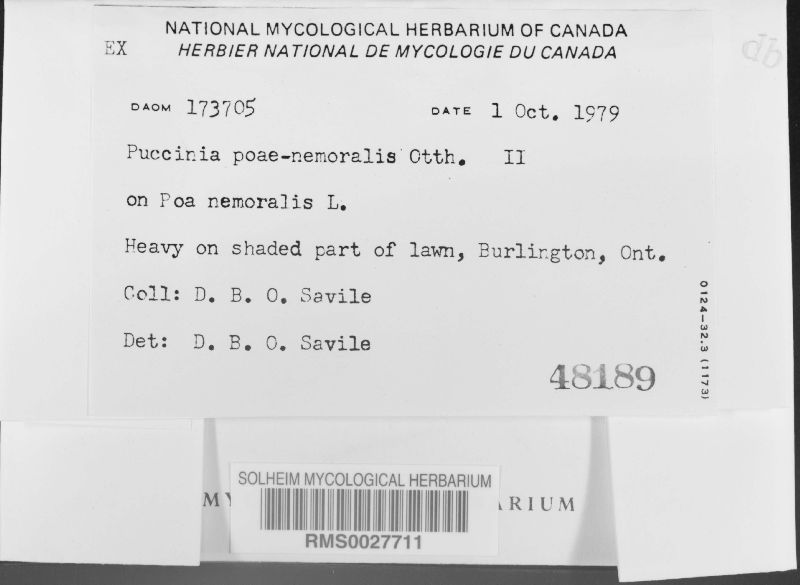 NATIONAL MYCOLOGICAL HERBARIUM OF CANADA
EX HERBIER NATIONAL DE MYCOLOGIE DU CANADA
db
DAOM 173705 DATE 1 Oct. 1979
Puccinia poae-nemoralis Otth. II
on Poa nemoralis L.
Heavy on shaded part of lawn, Burlington, Ont.
Coll: D. B. O. Savile
Det: D. B. O. Savile
48189
0124-32.3 (1173)
SOLHEIM MYCOLOGICAL HERBARIUM
RMS0027711